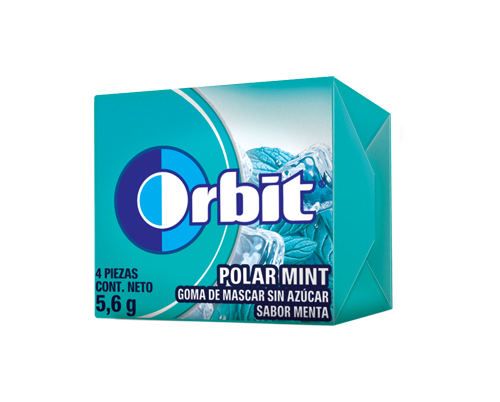 Orbit
4 PIEZAS
CONT. NETO
5,6 g
POLAR MINT
GOMA DE MASCAR SIN AZÚCAR
SABOR MENTA